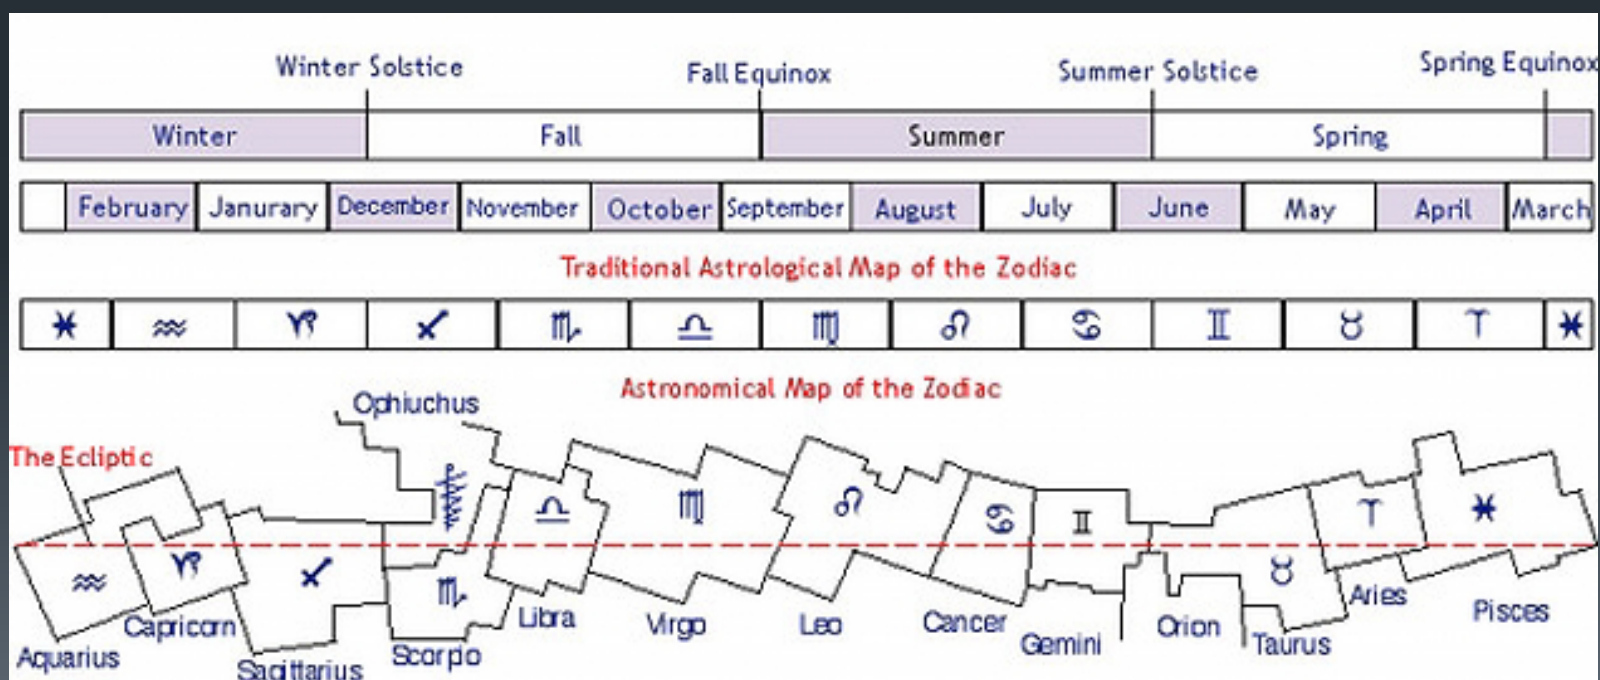 Winter Solstice Fall Equinox Summer Solstice Spring Equinox
Winter Fall Summer Spring
February Janurary December November October September August July June May April March
Traditional Astrological Map of the Zodiac
♓ ♒ ♑ ♐ ♏ ♎ ♍ ♌ ♋ ♊ ♉ ♈ ♓
Astronomical Map of the Zodiac
Ophiuchus
The Ecliptic
♎ ♍ ♌ ♋ ♊ ♈ ♓
♒ ♑ ♐ ♏ ♉
Aquarius Capricorn Sagittarius Scorpio Libra Virgo Leo Cancer Gemini Orion Taurus Aries Pisces